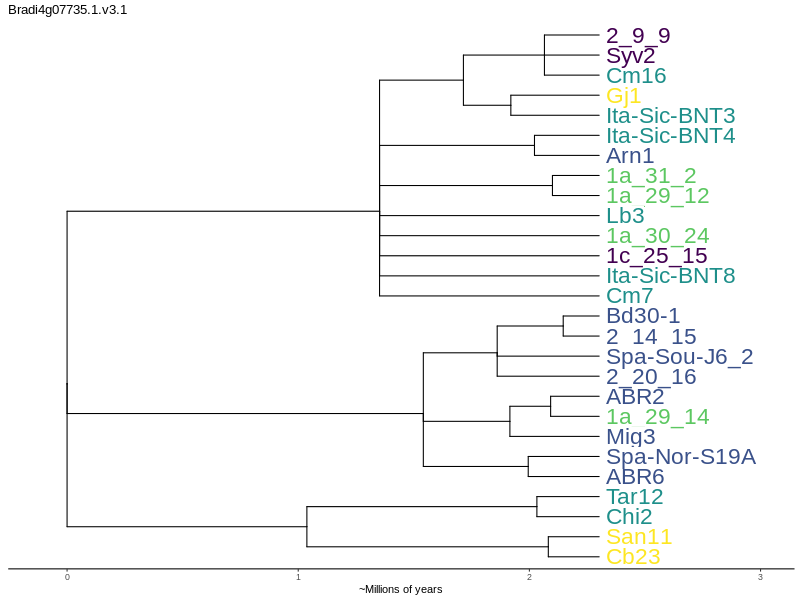 Bradi4g07735.1.v3.1
2_9_9
Syv2
Cm16
Gj1
Ita-Sic-BNT3
Ita-Sic-BNT4
Arn1
1a_31_2
1a_29_12
Lb3
1a_30_24
1c_25_15
Ita-Sic-BNT8
Cm7
Bd30-1
2_14_15
Spa-Sou-J6_2
2_20_16
ABR2
1a_29_14
Mig3
Spa-Nor-S19A
ABR6
Tar12
Chi2
San11
Cb23
0 1 2 3
~Millions of years